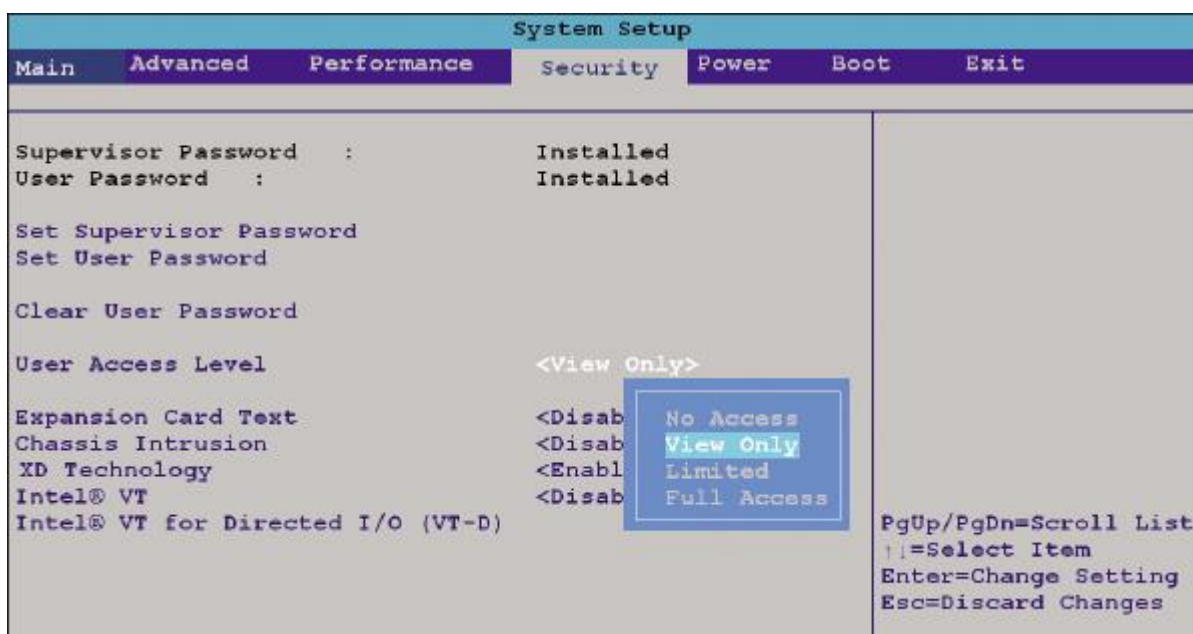 System Setup
Main Advanced Performance Security Power Boot Exit
Supervisor Password : Installed
User Password : Installed
Set Supervisor Password
Set User Password
Clear User Password
User Access Level <View Only>
Expansion Card Text <Disab No Access
Chassis Intrusion <Disab View Only
XD Technology <Enabl Limited
Intel® VT <Disab Full Access
Intel® VT for Directed I/O (VT-D)
PgUp/PgDn=Scroll List
↑↓=Select Item
Enter=Change Setting
Esc=Discard Changes